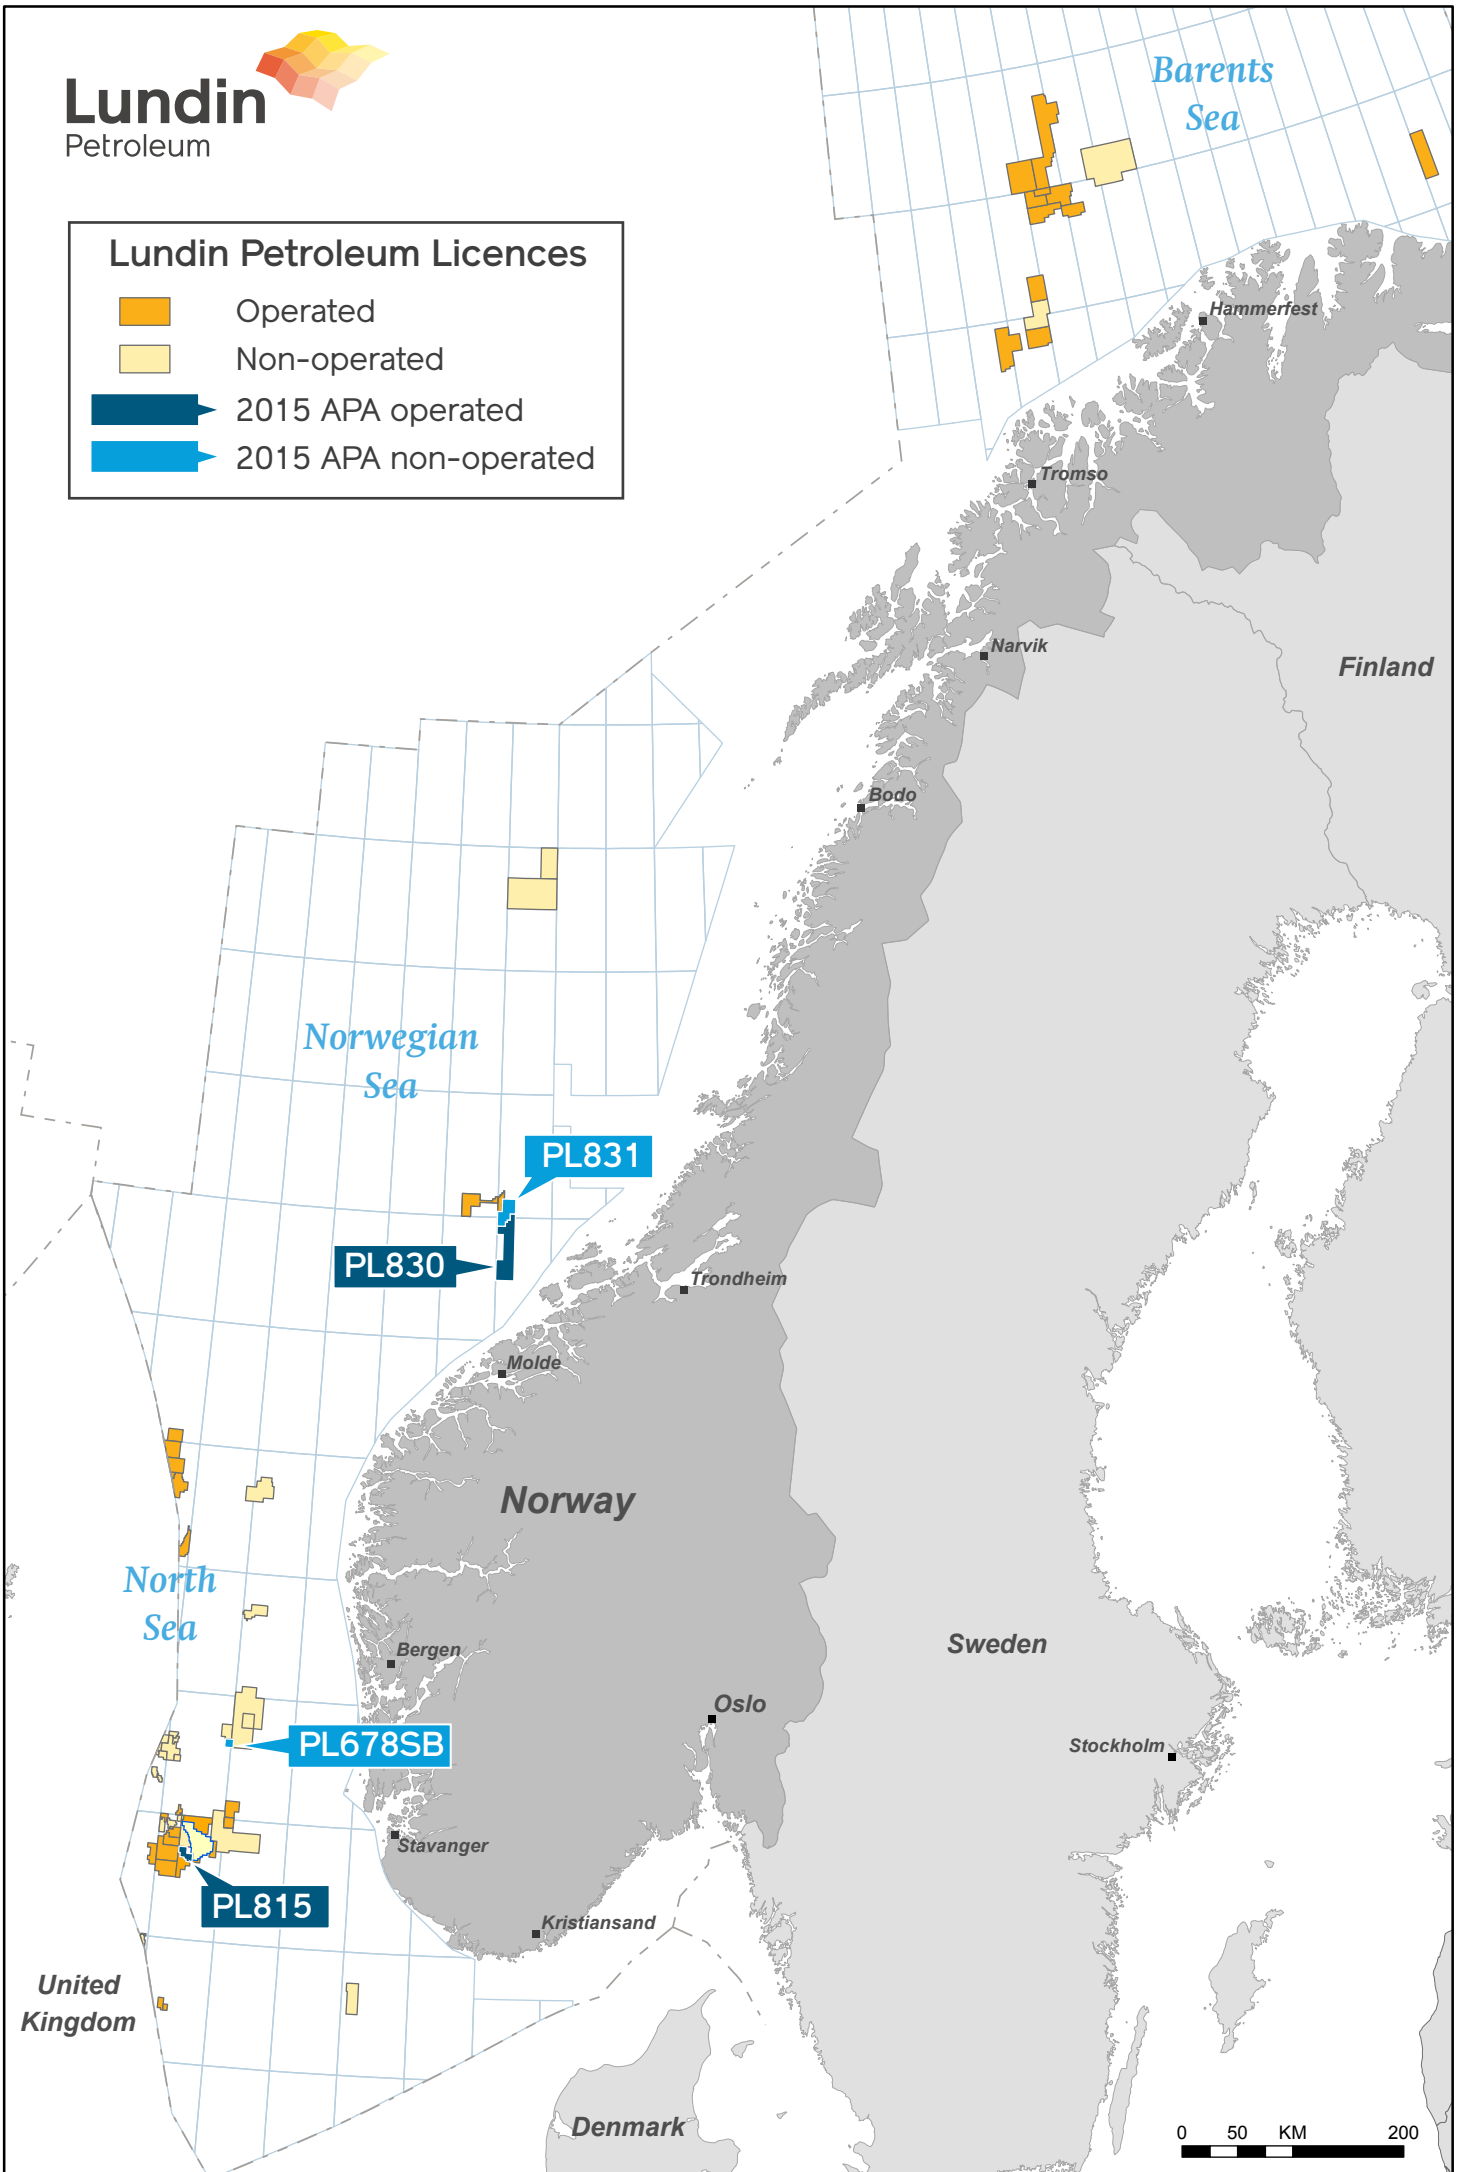 Lundin
Petroleum
Lundin Petroleum Licences
Operated
Non-operated
2015 APA operated
2015 APA non-operated
Barents
Sea
Hammerfest
Tromso
Narvik
Finland
Bodo
Norwegian
Sea
PL831
PL830
Trondheim
Molde
Norway
North
Sea
Bergen
Sweden
Oslo
PL678SB
Stockholm
Stavanger
PL815
Kristiansand
United
Kingdom
Denmark
0 50 KM 200